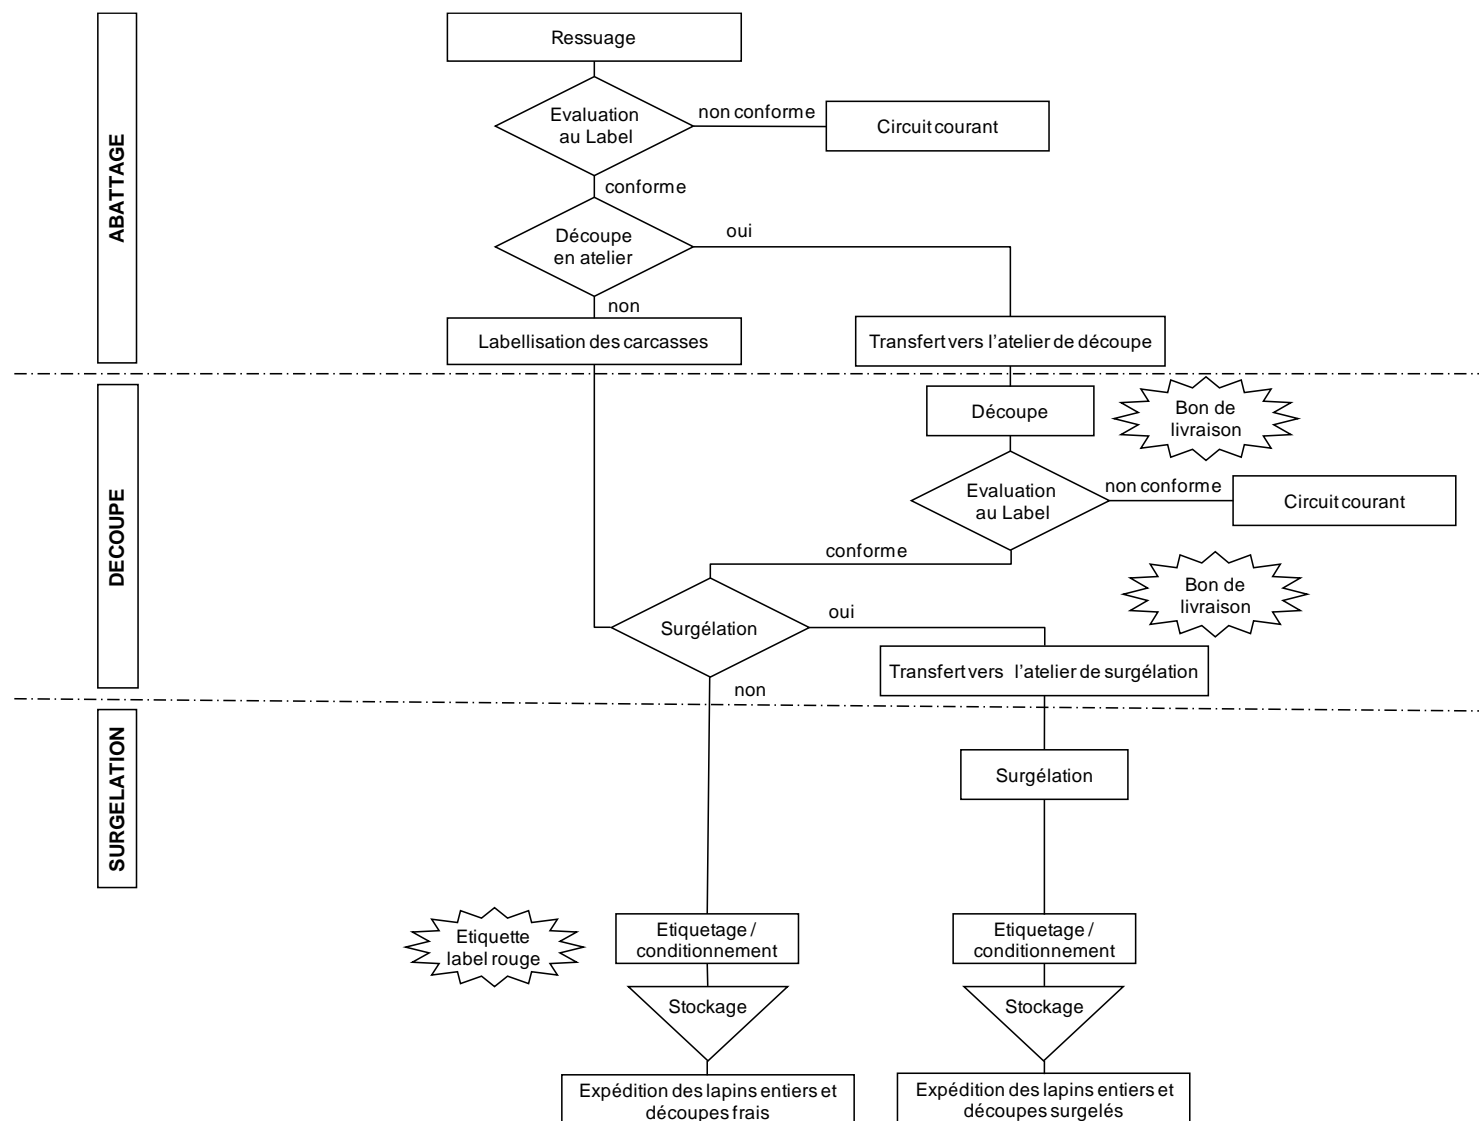 Ressuage
Evaluation
au Label
non conforme
Circuit courant
conforme
Découpe
en atelier
oui
non
Labellisation des carcasses
Transfert vers l'atelier de découpe
ABATTAGE
Découpe
Bon de
livraison
Evaluation
au Label
non conforme
Circuit courant
conforme
Bon de
livraison
Surgélation
oui
Transfert vers l'atelier de surgélation
non
DECOUPE
Surgélation
SURGELATION
Etiquette
label rouge
Etiquetage /
conditionnement
Etiquetage /
conditionnement
Stockage
Stockage
Expédition des lapins entiers et
découpes frais
Expédition des lapins entiers et
découpes surgelés